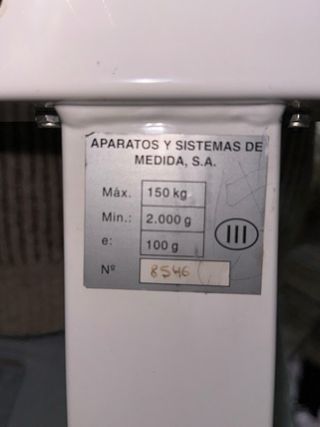 APARATOS Y SISTEMAS DE
MEDIDA, S.A.
Máx. 150 kg
Min.: 2.000 g
e: 100 g
III
Nº 8546